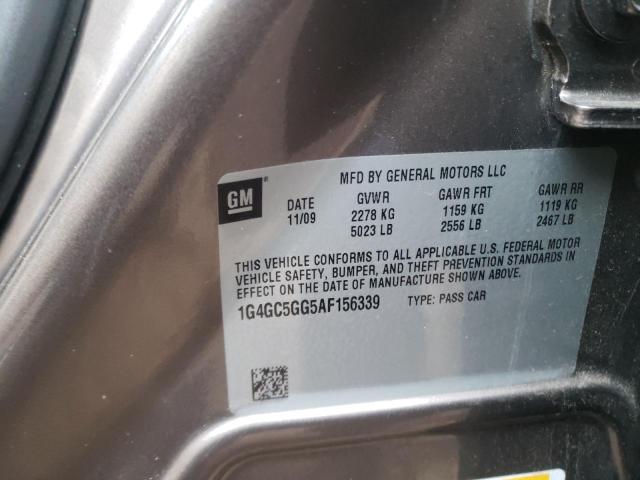 GM
MFD BY GENERAL MOTORS LLC
DATE GVWR GAWR FRT GAWR RR
11/09 2278 KG 1159 KG 1119 KG
5023 LB 2556 LB 2467 LB
THIS VEHICLE CONFORMS TO ALL APPLICABLE U.S. FEDERAL MOTOR
VEHICLE SAFETY, BUMPER, AND THEFT PREVENTION STANDARDS IN
EFFECT ON THE DATE OF MANUFACTURE SHOWN ABOVE.
1G4GC5GG5AF156339 TYPE: PASS CAR